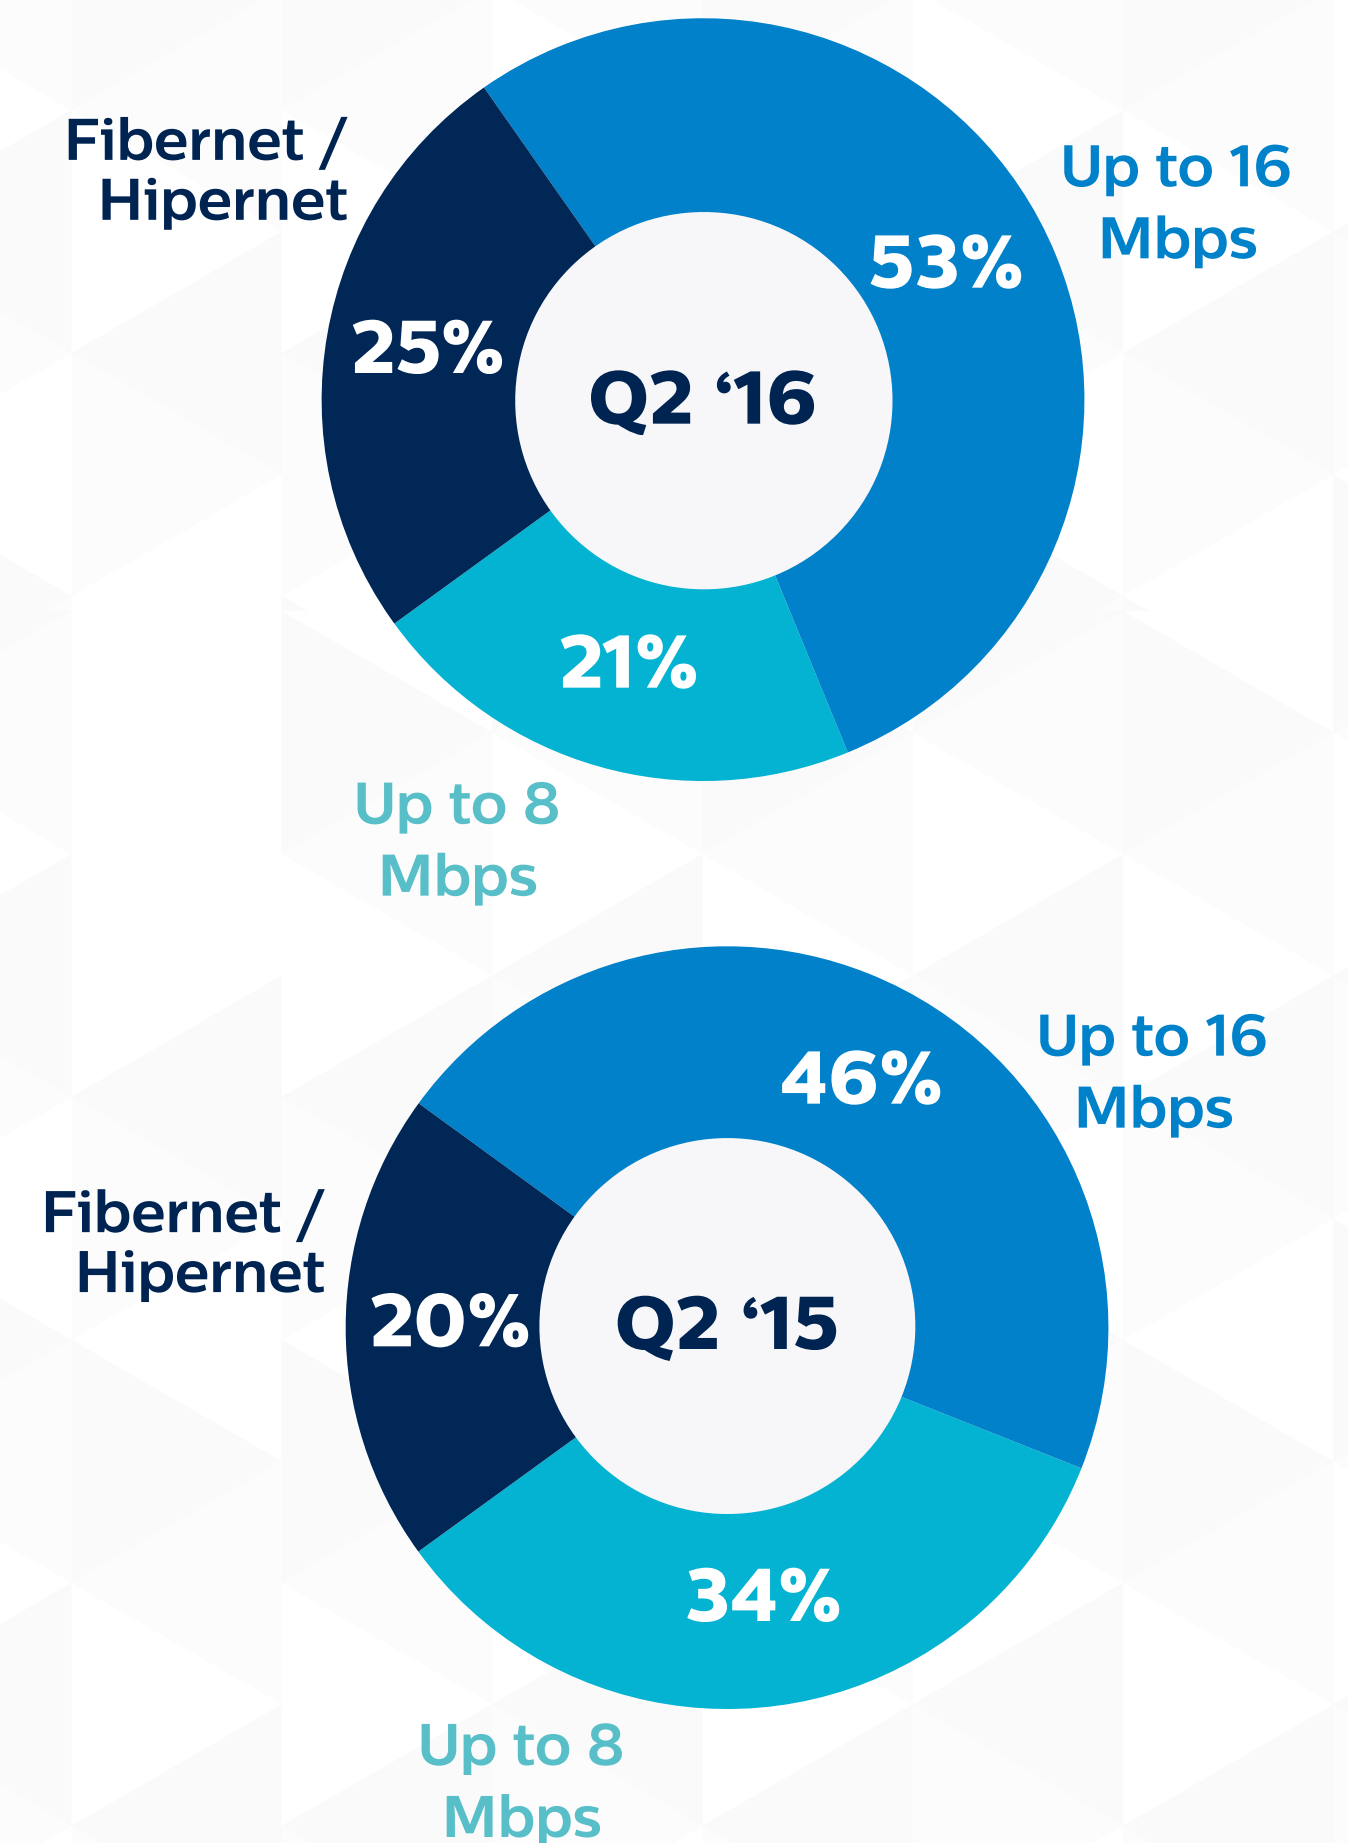 Fibernet /
Hipernet
Up to 16
Mbps
53%
25%
Q2 ‘16
21%
Up to 8
Mbps
Up to 16
Mbps
46%
Fibernet /
Hipernet
20%
Q2 ‘15
34%
Up to 8
Mbps